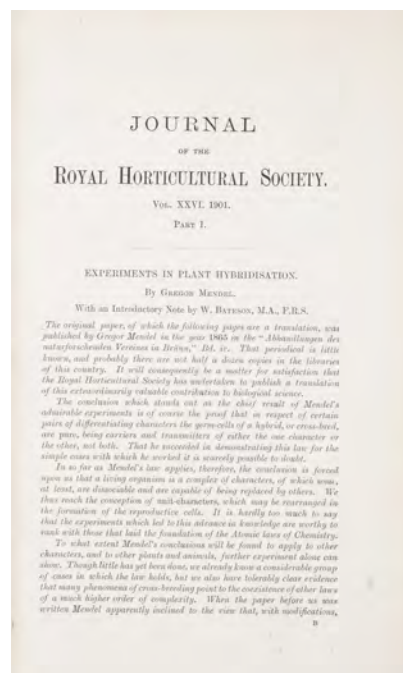 JOURNAL
OF THE
ROYAL HORTICULTURAL SOCIETY.
VOL. XXVI. 1901.
PART I.
EXPERIMENTS IN PLANT HYBRIDISATION.
By GREGOR MENDEL.
With an Introductory Note by W. BATESON, M.A., F.R.S.
The original paper, of which the following pages are a translation, was
published by Gregor Mendel in the year 1865 in the "Abhandlungen des
naturforschenden Vereines in Brünn," Bd. iv. That periodical is little
known, and probably there are not half a dozen copies in the libraries
of this country. It will consequently be a matter for satisfaction that
the Royal Horticultural Society has undertaken to publish a translation
of this extraordinarily valuable contribution to biological science.
The conclusion which stands out as the chief result of Mendel's
admirable experiments is of course the proof that in respect of certain
pairs of differentiating characters the germ-cells of a hybrid, or cross-bred,
are pure, being carriers and transmitters of either the one character or
the other, not both. That he succeeded in demonstrating this law for the
simple cases with which he worked it is scarcely possible to doubt.
In so far as Mendel's law applies, therefore, the conclusion is forced
upon us that a living organism is a complex of characters, of which some,
at least, are dissociable and are capable of being replaced by others. We
thus reach the conception of unit-characters, which may be rearranged in
the formation of the reproductive cells. It is hardly too much to say
that the experiments which led to this advance in knowledge are worthy to
rank with those that laid the foundation of the Atomic laws of Chemistry.
To what extent Mendel's conclusions will be found to apply to other
characters, and to other plants and animals, further experiment alone can
show. Though little has yet been done, we already know a considerable group
of cases in which the law holds, but we also have tolerably clear evidence
that many phenomena of cross-breeding point to the coexistence of other laws
of a much higher order of complexity. When the paper before us was
written Mendel apparently inclined to the view that, with modifications,
B